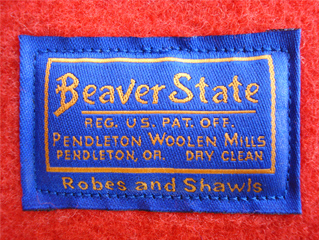 Beaver State
REG. U.S. PAT. OFF.
PENDLETON WOOLEN MILLS
PENDLETON, OR. DRY CLEAN
Robes and Shawls